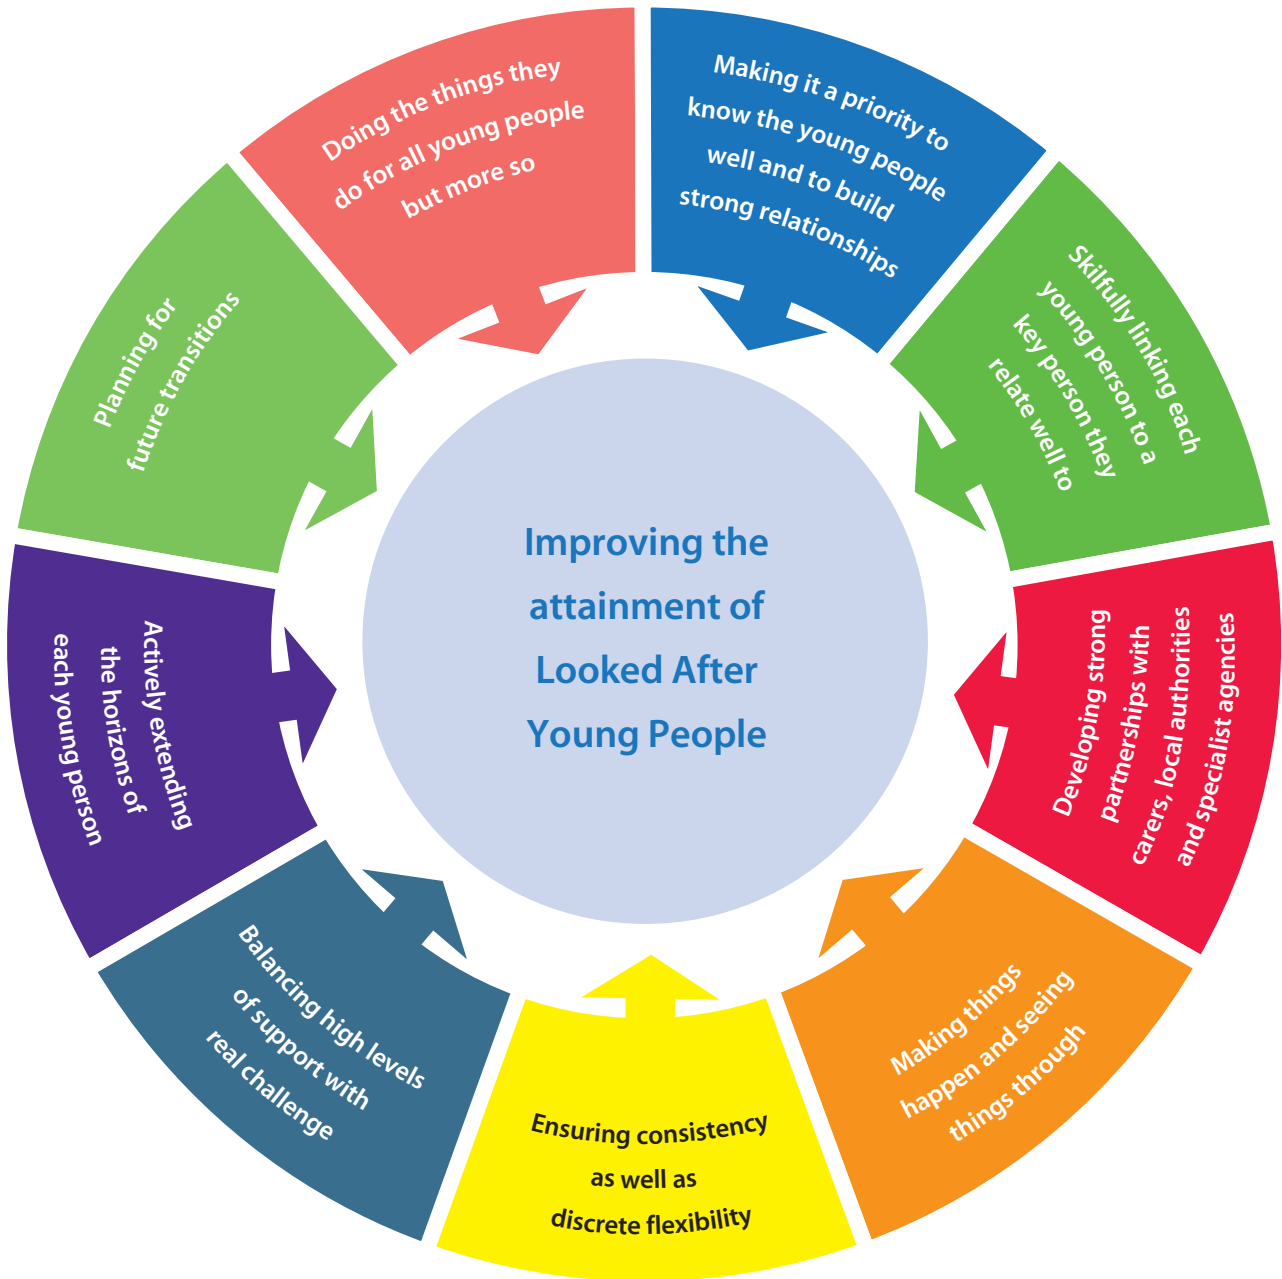 Doing the things they
do for all young people
but more so
Making it a priority to
know the young people
well and to build
strong relationships
Skilfully linking each
young person to a
key person they
relate well to
Developing strong
partnerships with
carers, local authorities
and specialist agencies
Making things
happen and seeing
things through
Ensuring consistency
as well as
discrete flexibility
Balancing high levels
of support with
real challenge
Actively extending
the horizons of
each young person
Planning for
future transitions
Improving the
attainment of
Looked After
Young People